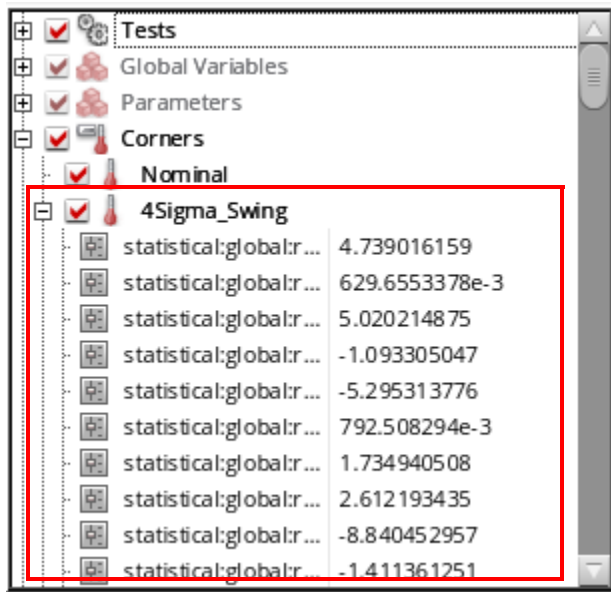 Tests
Global Variables
Parameters
Corners
Nominal
4Sigma_Swing
statistical:global:r... 4.739016159
statistical:global:r... 629.6553378e-3
statistical:global:r... 5.020214875
statistical:global:r... -1.093305047
statistical:global:r... -5.295313776
statistical:global:r... 792.508294e-3
statistical:global:r... 1.734940508
statistical:global:r... 2.612193435
statistical:global:r... -8.840452957
statistical:global:r... -1.411361251